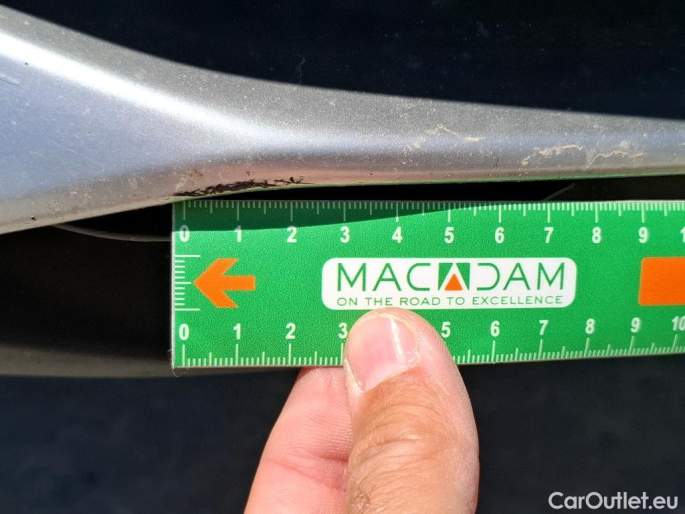 0 1 2 3 4 5 6 7 8 9
MACADAM
ON THE ROAD TO EXCELLENCE
0 1 2 3 5 6 7 8 9 10
CarOutlet.eu